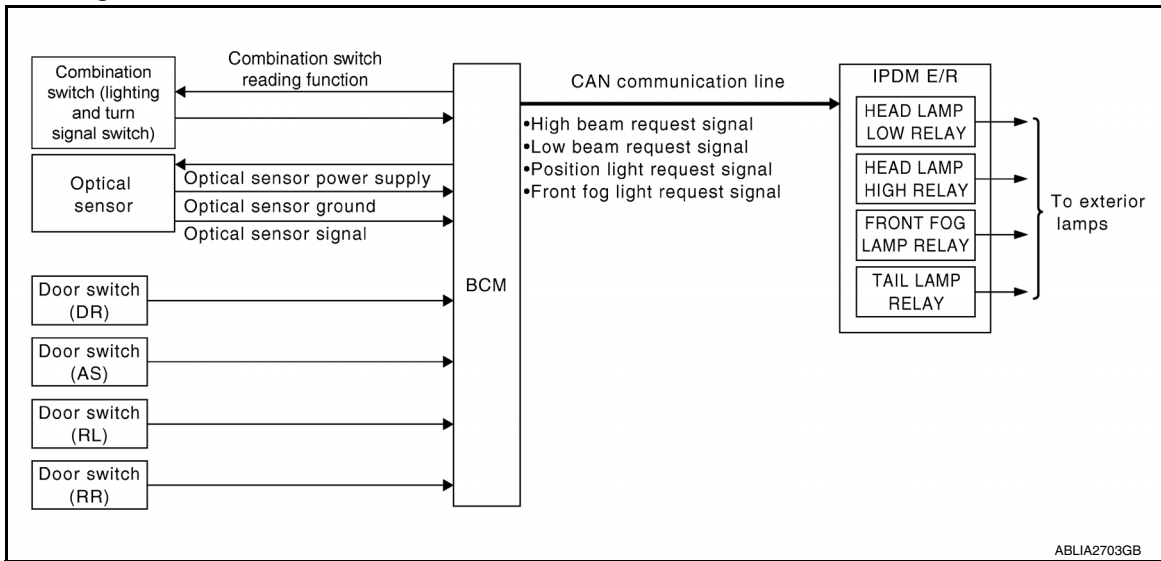 Combination
switch (lighting
and turn
signal switch)
Combination switch
reading function
Optical
sensor
Optical sensor power supply
Optical sensor ground
Optical sensor signal
Door switch
(DR)
Door switch
(AS)
Door switch
(RL)
Door switch
(RR)
BCM
CAN communication line
•High beam request signal
•Low beam request signal
•Position light request signal
•Front fog light request signal
IPDM E/R
HEAD LAMP
LOW RELAY
HEAD LAMP
HIGH RELAY
FRONT FOG
LAMP RELAY
TAIL LAMP
RELAY
To exterior
lamps
ABLIA2703GB